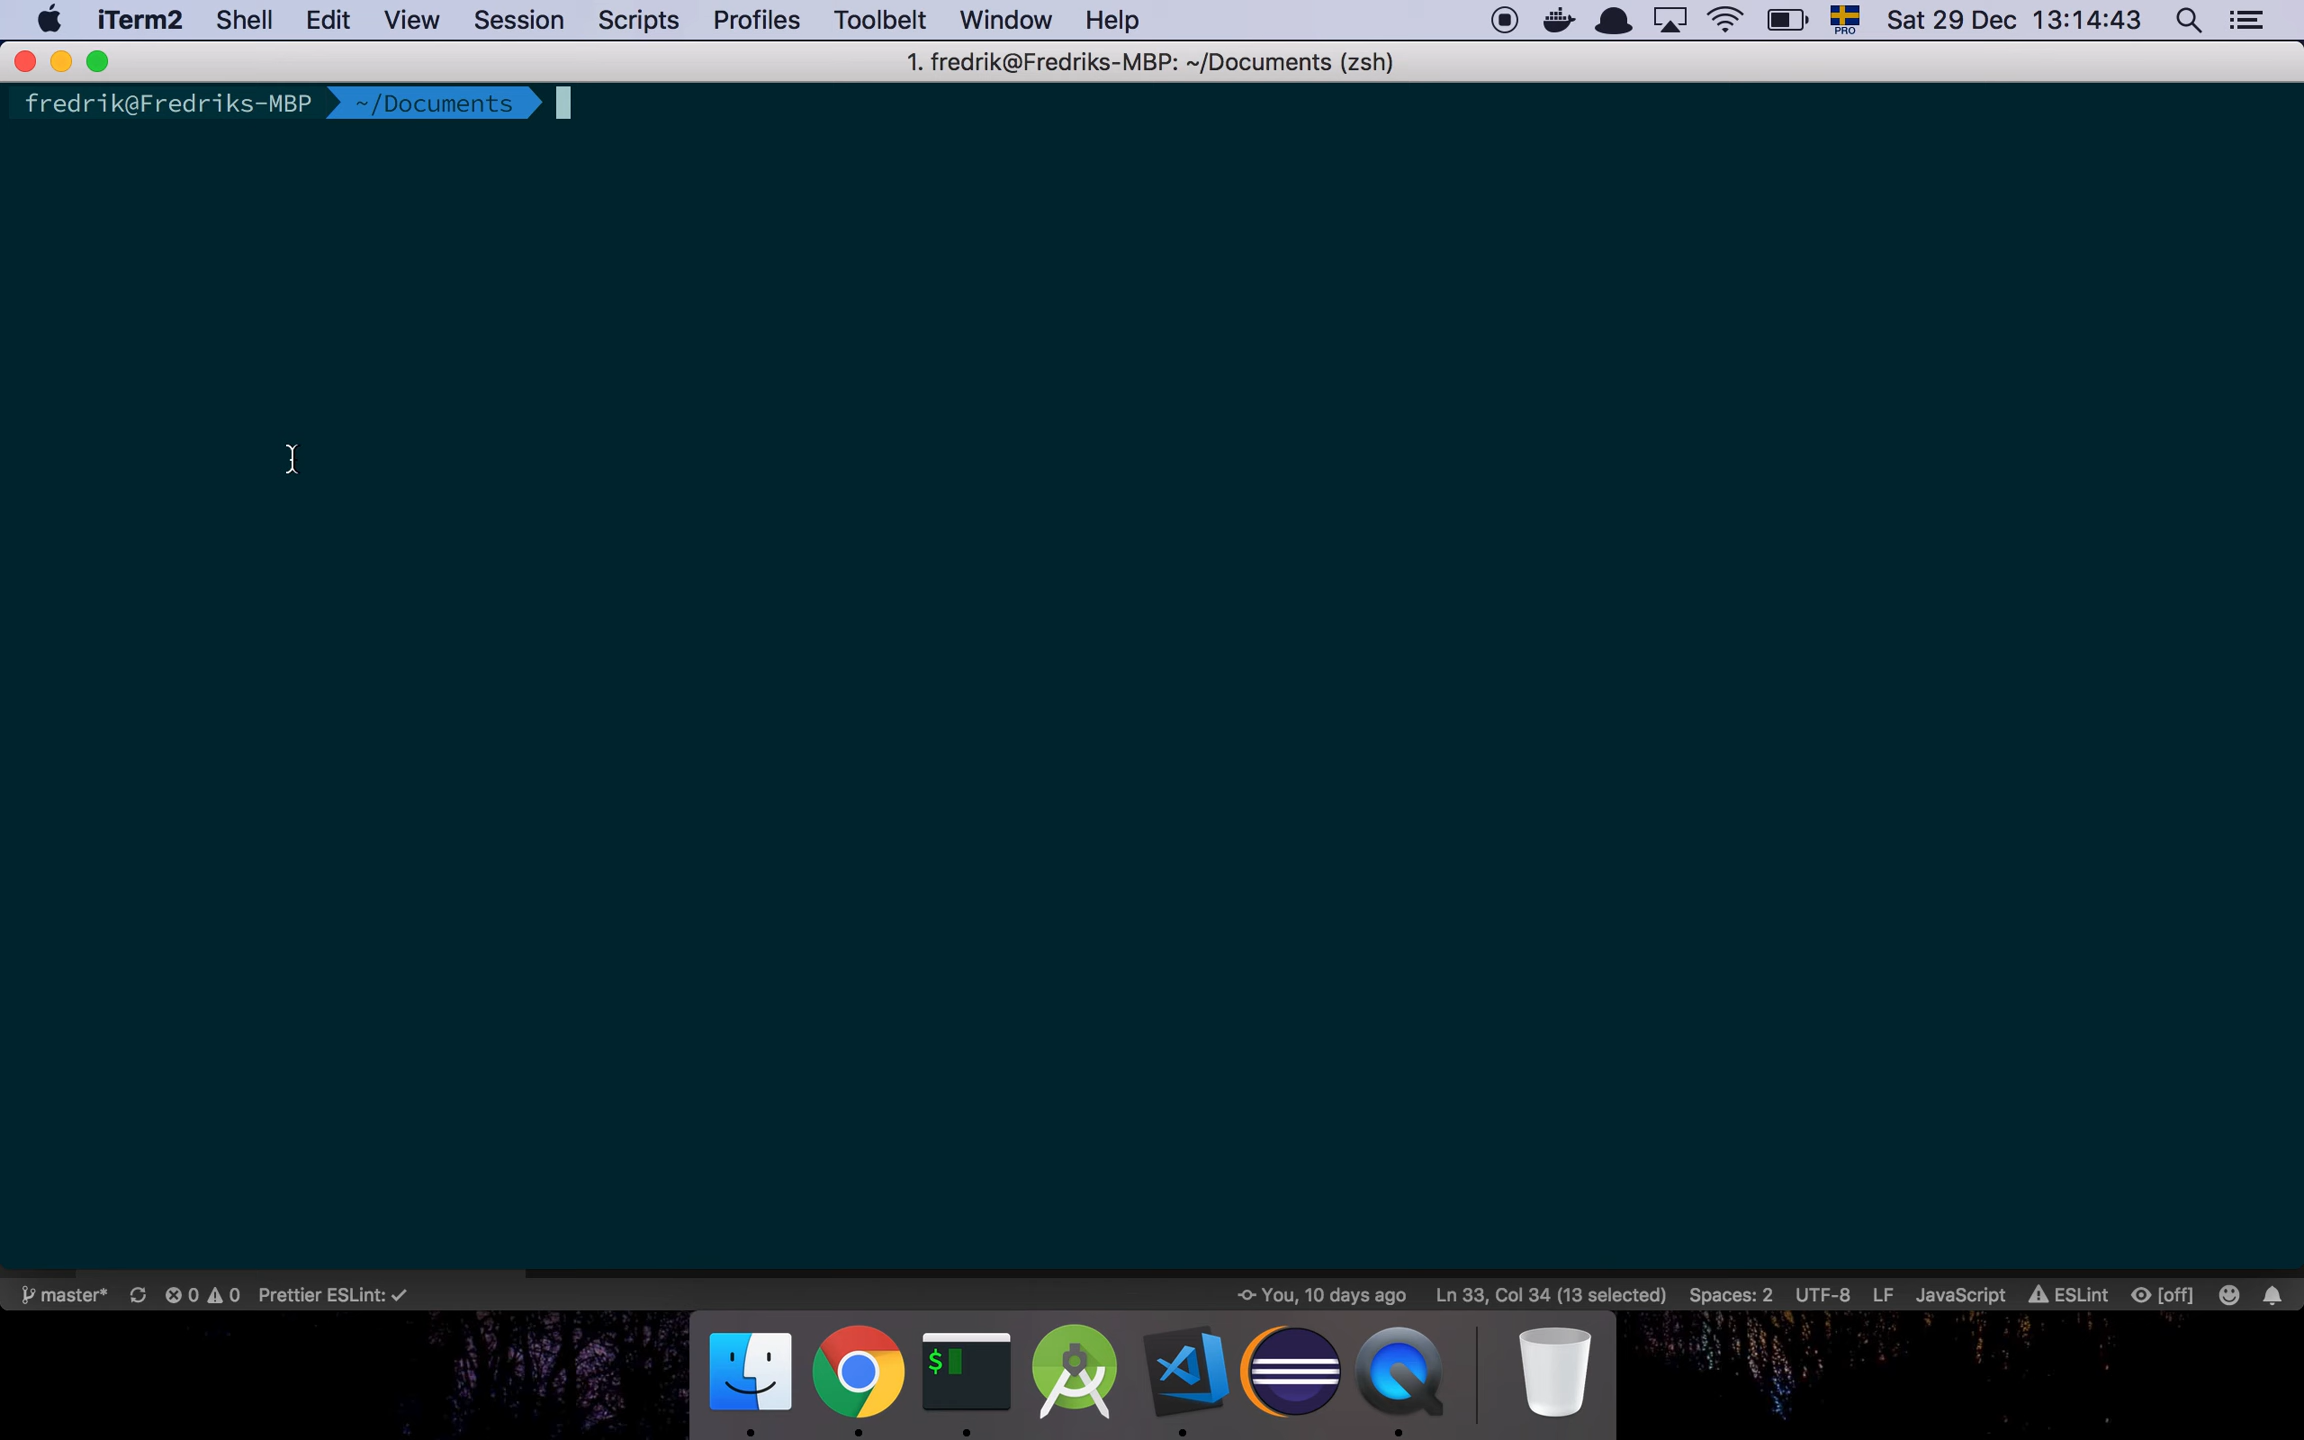 iTerm2 Shell Edit View Session Scripts Profiles Toolbelt Window Help PRO Sat 29 Dec 13:14:43
1. fredrik@Fredriks-MBP: ~/Documents (zsh)
fredrik@Fredriks-MBP ~/Documents
master* 0 0 Prettier ESLint: ✓ You, 10 days ago Ln 33, Col 34 (13 selected) Spaces: 2 UTF-8 LF JavaScript ESLint [off]
$